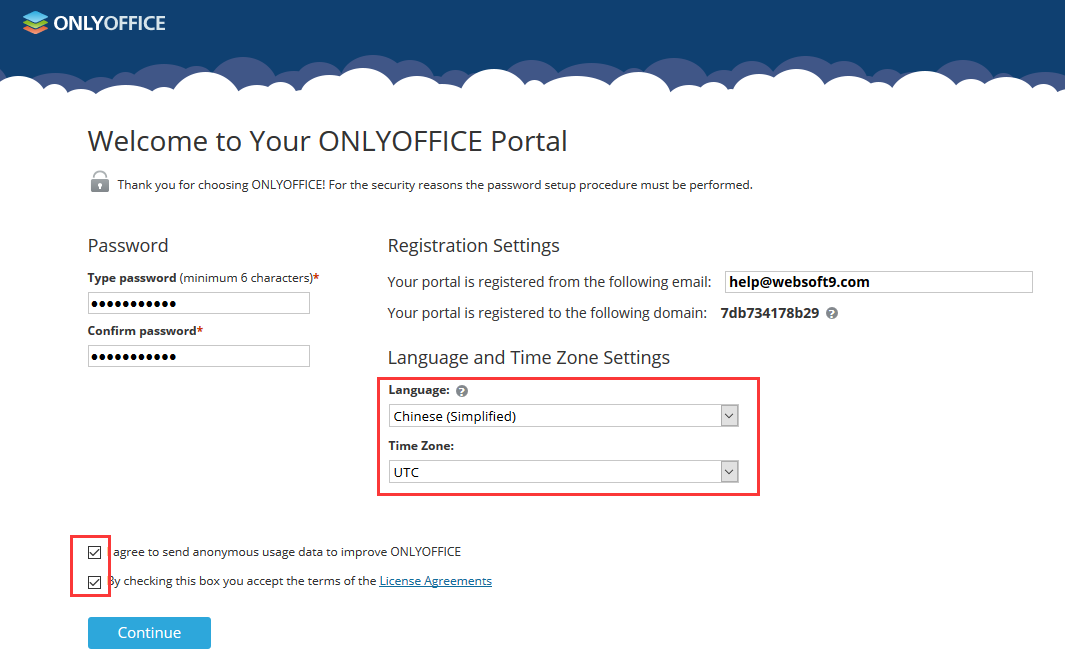 ONLYOFFICE
Welcome to Your ONLYOFFICE Portal
Thank you for choosing ONLYOFFICE! For the security reasons the password setup procedure must be performed.
Password
Type password (minimum 6 characters)*
•••••••••••
Confirm password*
•••••••••••
Registration Settings
Your portal is registered from the following email: help@websoft9.com
Your portal is registered to the following domain: 7db734178b29 ?
Language and Time Zone Settings
Language: ?
Chinese (Simplified)
Time Zone:
UTC
agree to send anonymous usage data to improve ONLYOFFICE
By checking this box you accept the terms of the License Agreements
Continue